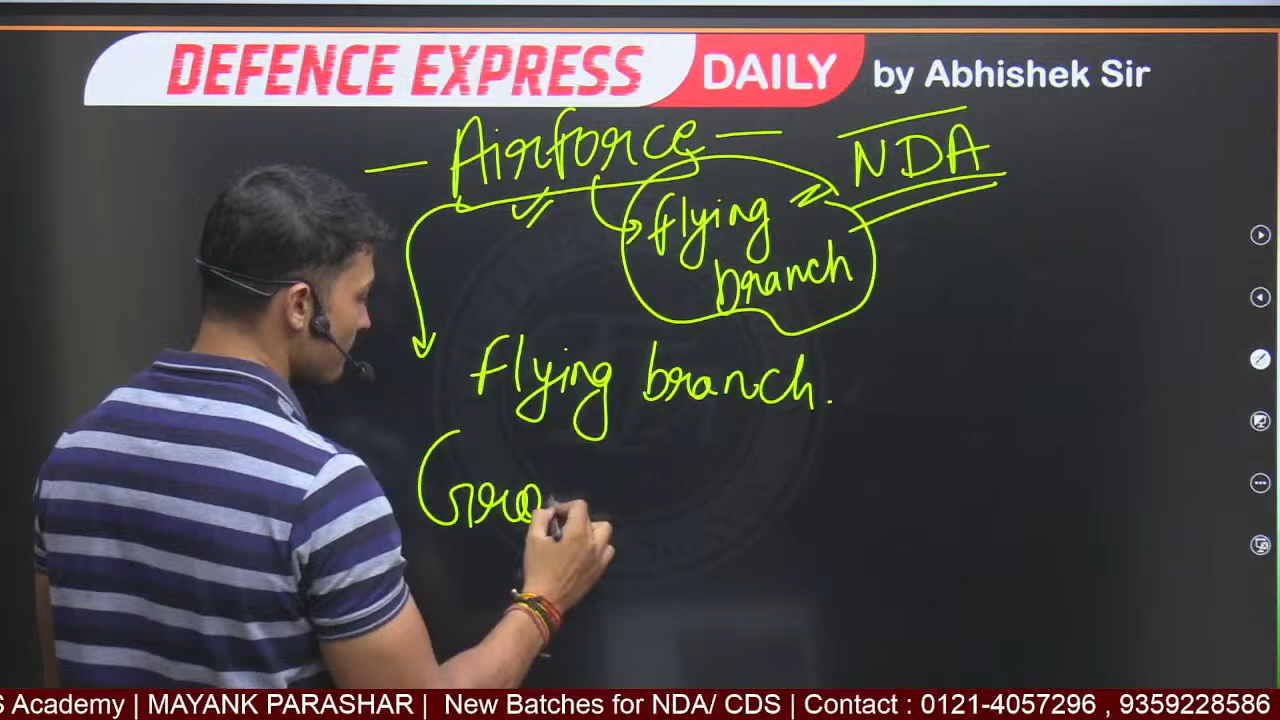 DEFENCE EXPRESS DAILY by Abhishek Sir
- Airforce - NDA
flying
branch
flying branch.
Gro
S Academy | MAYANK PARASHAR | New Batches for NDA/ CDS | Contact : 0121-4057296 , 9359228586